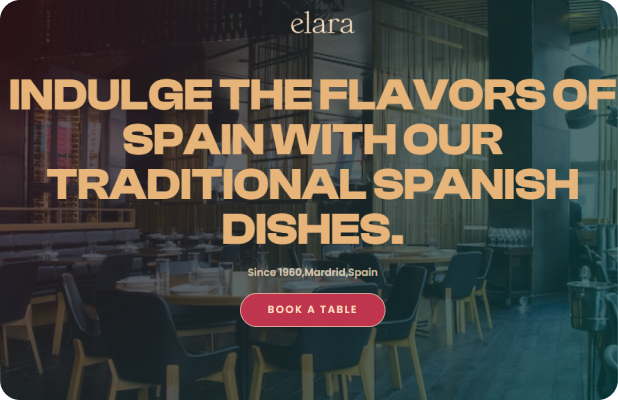 elara
INDULGE THE FLAVORS OF
SPAIN WITH OUR
TRADITIONAL SPANISH
DISHES.
Since 1960,Mardrid,Spain
BOOK A TABLE